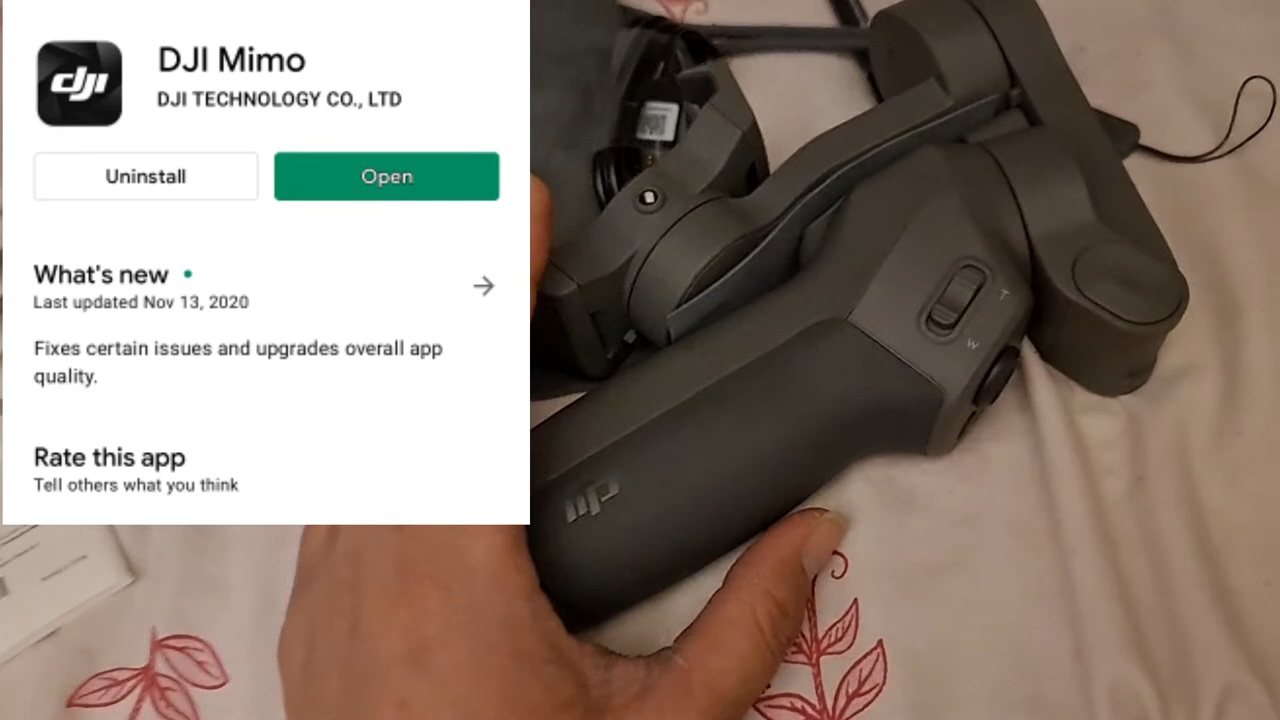 dji
DJI Mimo
DJI TECHNOLOGY CO., LTD
Uninstall
Open
What's new
Last updated Nov 13, 2020
Fixes certain issues and upgrades overall app
quality.
Rate this app
Tell others what you think
T
W
dji